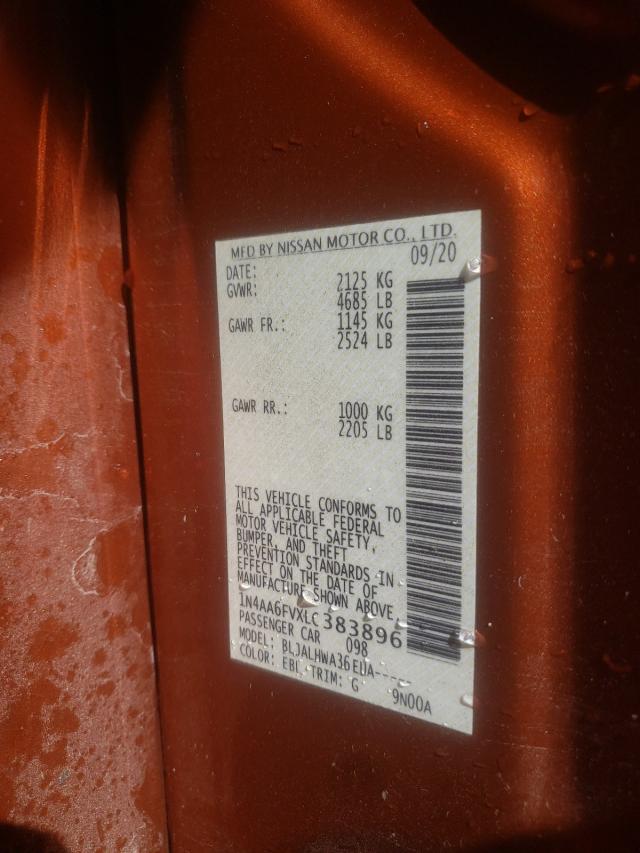 MFD BY NISSAN MOTOR CO., LTD.
DATE: 09/20
GVWR: 2125 KG
4685 LB
GAWR FR.: 1145 KG
2524 LB
GAWR RR.: 1000 KG
2205 LB
THIS VEHICLE CONFORMS TO
ALL APPLICABLE FEDERAL
MOTOR VEHICLE SAFETY,
BUMPER, AND THEFT
PREVENTION STANDARDS IN
EFFECT ON THE DATE OF
MANUFACTURE SHOWN ABOVE.
1N4AA6FVXLC383896
PASSENGER CAR 098
MODEL: BLJALHWA36EUA-----
COLOR: EBL TRIM: G 9N00A